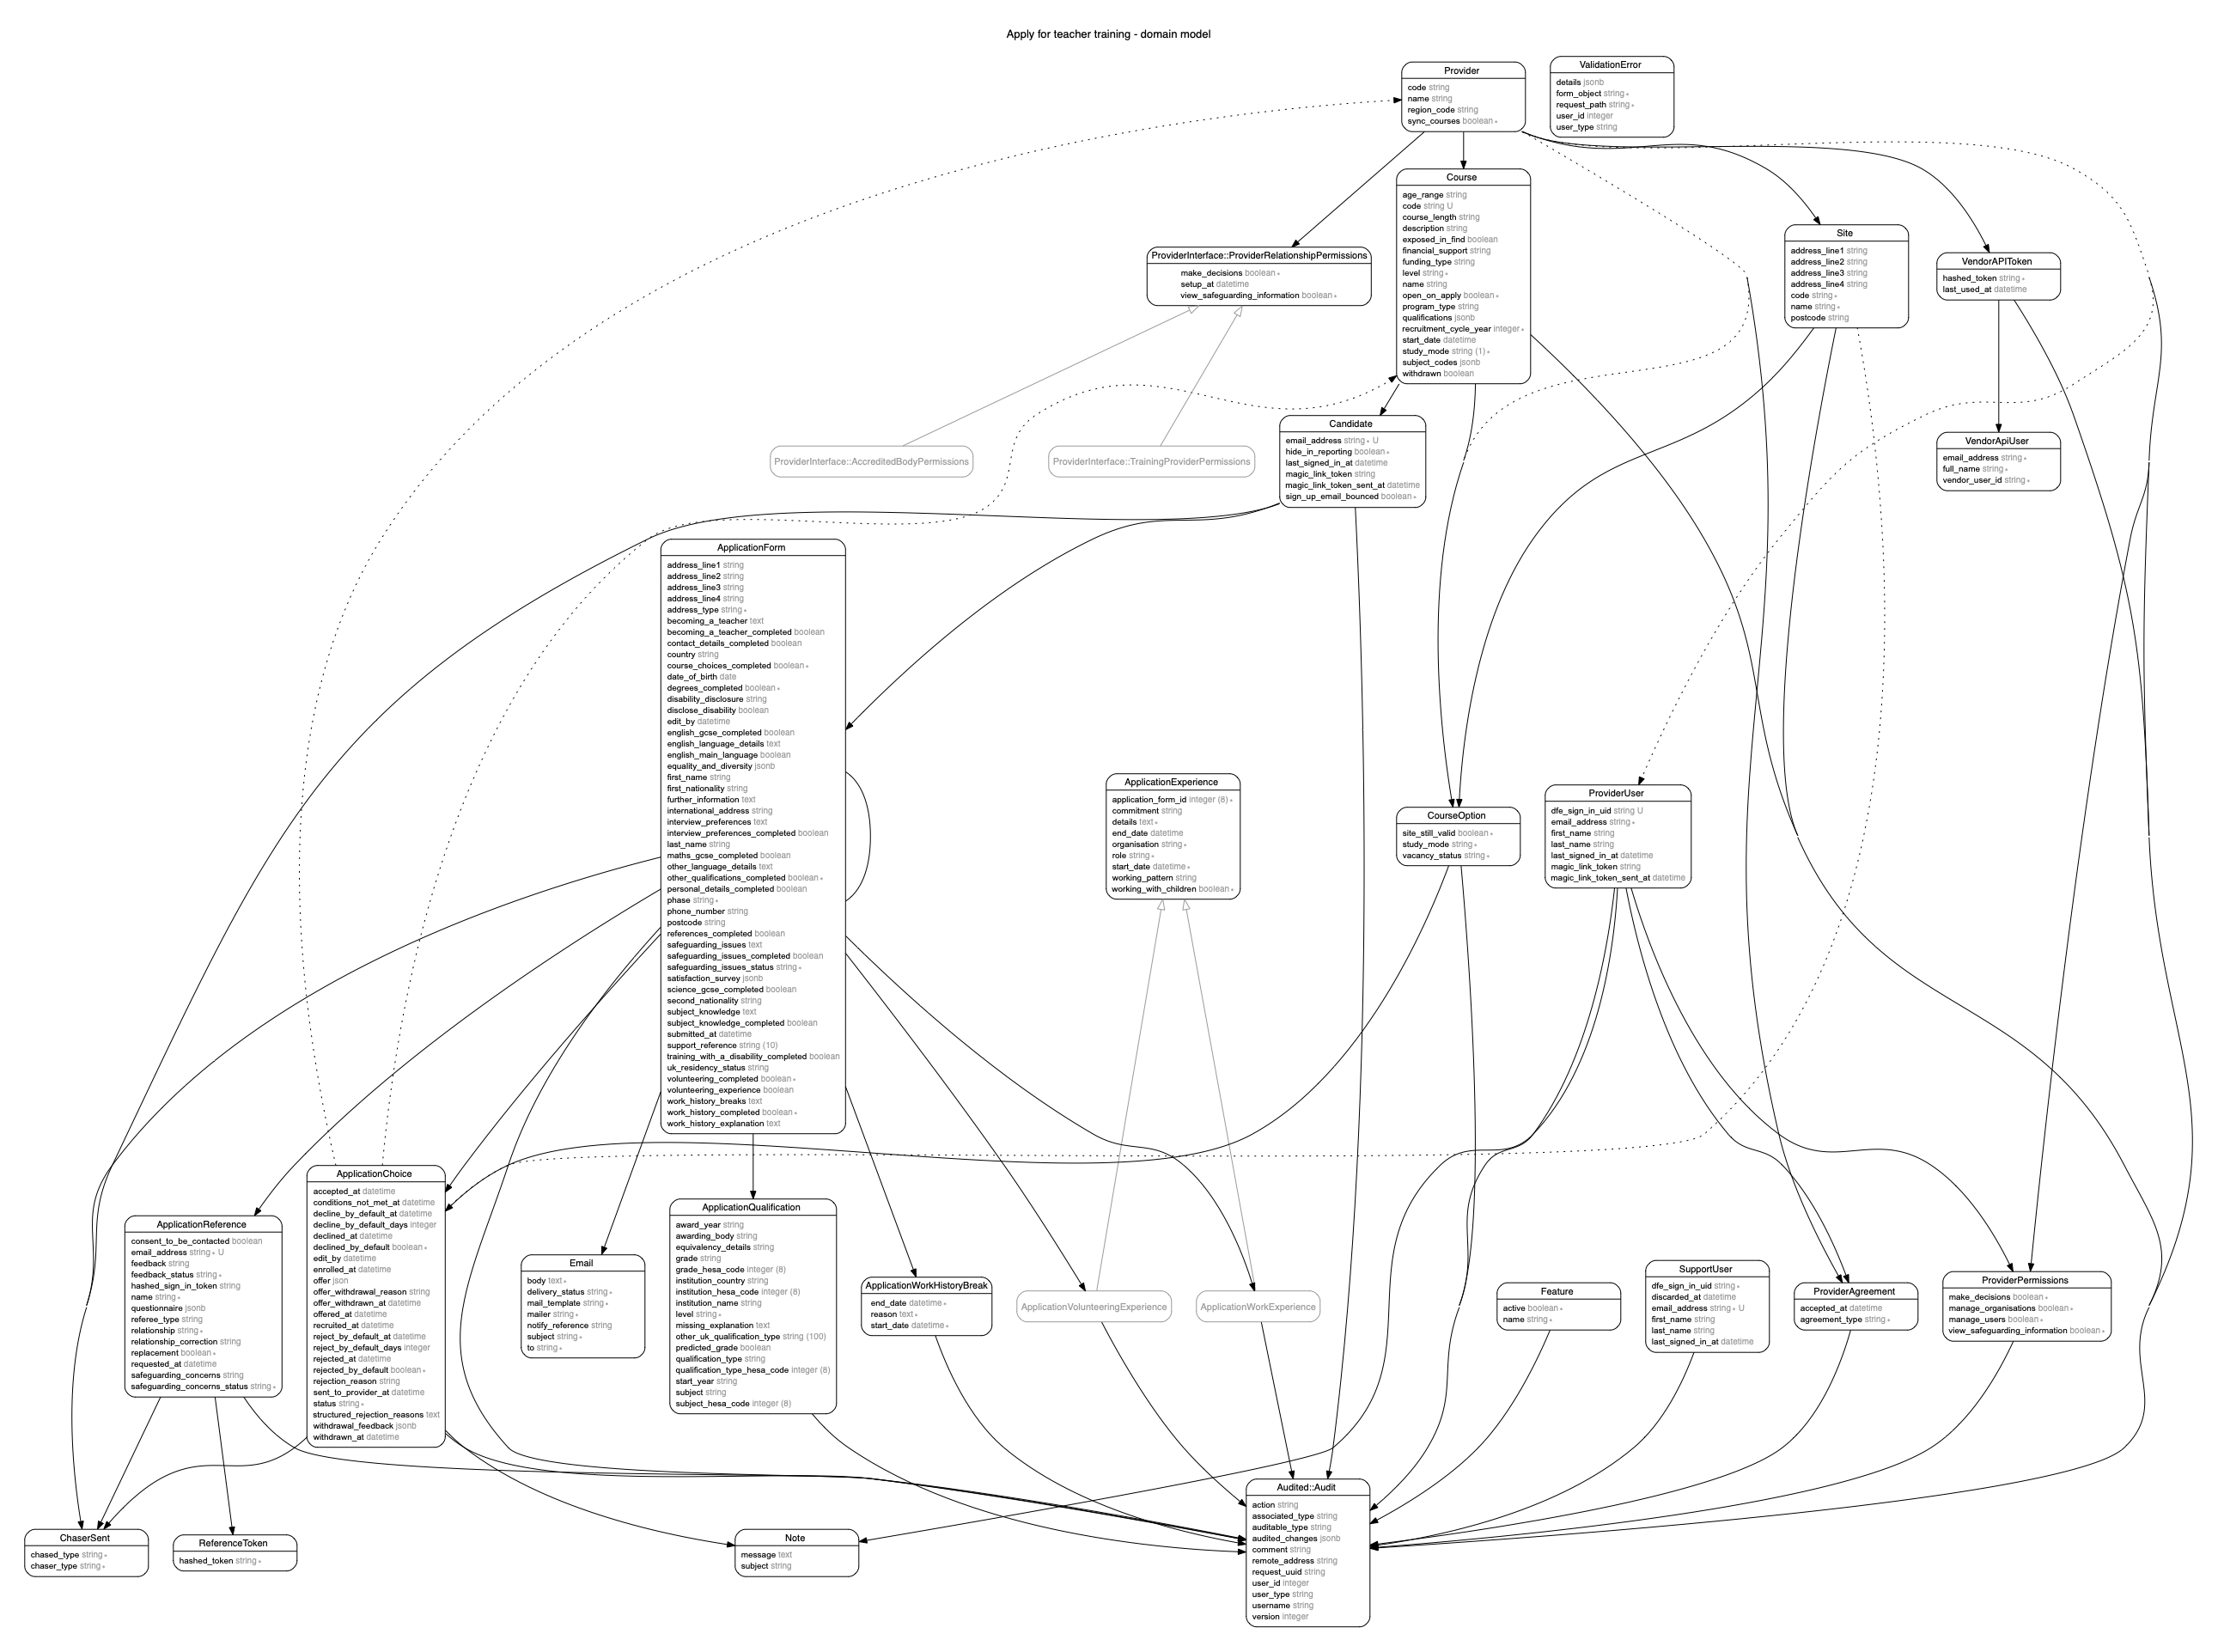 Apply for teacher training - domain model
Provider
code string
name string
region_code string
sync_courses boolean ∗
ValidationError
details jsonb
form_object string ∗
request_path string ∗
user_id integer
user_type string
Course
age_range string
code string U
course_length string
description string
exposed_in_find boolean
financial_support string
funding_type string
level string ∗
name string
open_on_apply boolean ∗
program_type string
qualifications jsonb
recruitment_cycle_year integer ∗
start_date datetime
study_mode string (1) ∗
subject_codes jsonb
withdrawn boolean
ProviderInterface::ProviderRelationshipPermissions
make_decisions boolean ∗
setup_at datetime
view_safeguarding_information boolean ∗
Site
address_line1 string
address_line2 string
address_line3 string
address_line4 string
code string ∗
name string ∗
postcode string
VendorAPIToken
hashed_token string ∗
last_used_at datetime
ProviderInterface::AccreditedBodyPermissions
ProviderInterface::TrainingProviderPermissions
Candidate
email_address string ∗ U
hide_in_reporting boolean ∗
last_signed_in_at datetime
magic_link_token string
magic_link_token_sent_at datetime
sign_up_email_bounced boolean ∗
VendorApiUser
email_address string ∗
full_name string ∗
vendor_user_id string ∗
ApplicationForm
address_line1 string
address_line2 string
address_line3 string
address_line4 string
address_type string ∗
becoming_a_teacher text
becoming_a_teacher_completed boolean
contact_details_completed boolean
country string
course_choices_completed boolean ∗
date_of_birth date
degrees_completed boolean ∗
disability_disclosure string
disclose_disability boolean
edit_by datetime
english_gcse_completed boolean
english_language_details text
english_main_language boolean
equality_and_diversity jsonb
first_name string
first_nationality string
further_information text
international_address string
interview_preferences text
interview_preferences_completed boolean
last_name string
maths_gcse_completed boolean
other_language_details text
other_qualifications_completed boolean ∗
personal_details_completed boolean
phase string ∗
phone_number string
postcode string
references_completed boolean
safeguarding_issues text
safeguarding_issues_completed boolean
safeguarding_issues_status string ∗
satisfaction_survey jsonb
science_gcse_completed boolean
second_nationality string
subject_knowledge text
subject_knowledge_completed boolean
submitted_at datetime
support_reference string (10)
training_with_a_disability_completed boolean
uk_residency_status string
volunteering_completed boolean ∗
volunteering_experience boolean
work_history_breaks text
work_history_completed boolean ∗
work_history_explanation text
ApplicationExperience
application_form_id integer (8) ∗
commitment string
details text ∗
end_date datetime
organisation string ∗
role string ∗
start_date datetime ∗
working_pattern string
working_with_children boolean ∗
CourseOption
site_still_valid boolean ∗
study_mode string ∗
vacancy_status string ∗
ProviderUser
dfe_sign_in_uid string U
email_address string ∗
first_name string
last_name string
last_signed_in_at datetime
magic_link_token string
magic_link_token_sent_at datetime
ApplicationReference
consent_to_be_contacted boolean
email_address string ∗ U
feedback string
feedback_status string ∗
hashed_sign_in_token string
name string ∗
questionnaire jsonb
referee_type string
relationship string ∗
relationship_correction string
replacement boolean ∗
requested_at datetime
safeguarding_concerns string
safeguarding_concerns_status string ∗
ApplicationChoice
accepted_at datetime
conditions_not_met_at datetime
decline_by_default_at datetime
decline_by_default_days integer
declined_at datetime
declined_by_default boolean ∗
edit_by datetime
enrolled_at datetime
offer json
offer_withdrawal_reason string
offer_withdrawn_at datetime
offered_at datetime
recruited_at datetime
reject_by_default_at datetime
reject_by_default_days integer
rejected_at datetime
rejected_by_default boolean ∗
rejection_reason string
sent_to_provider_at datetime
status string ∗
structured_rejection_reasons text
withdrawal_feedback jsonb
withdrawn_at datetime
Email
body text ∗
delivery_status string ∗
mail_template string ∗
mailer string ∗
notify_reference string
subject string ∗
to string ∗
ApplicationQualification
award_year string
awarding_body string
equivalency_details string
grade string
grade_hesa_code integer (8)
institution_country string
institution_hesa_code integer (8)
institution_name string
level string ∗
missing_explanation text
other_uk_qualification_type string (100)
predicted_grade boolean
qualification_type string
qualification_type_hesa_code integer (8)
start_year string
subject string
subject_hesa_code integer (8)
ApplicationWorkHistoryBreak
end_date datetime ∗
reason text ∗
start_date datetime ∗
ApplicationVolunteeringExperience
ApplicationWorkExperience
Feature
active boolean ∗
name string ∗
SupportUser
dfe_sign_in_uid string ∗
discarded_at datetime
email_address string ∗ U
first_name string
last_name string
last_signed_in_at datetime
ProviderAgreement
accepted_at datetime
agreement_type string ∗
ProviderPermissions
make_decisions boolean ∗
manage_organisations boolean ∗
manage_users boolean ∗
view_safeguarding_information boolean ∗
ChaserSent
chased_type string ∗
chaser_type string ∗
ReferenceToken
hashed_token string ∗
Note
message text
subject string
Audited::Audit
action string
associated_type string
auditable_type string
audited_changes jsonb
comment string
remote_address string
request_uuid string
user_id integer
user_type string
username string
version integer